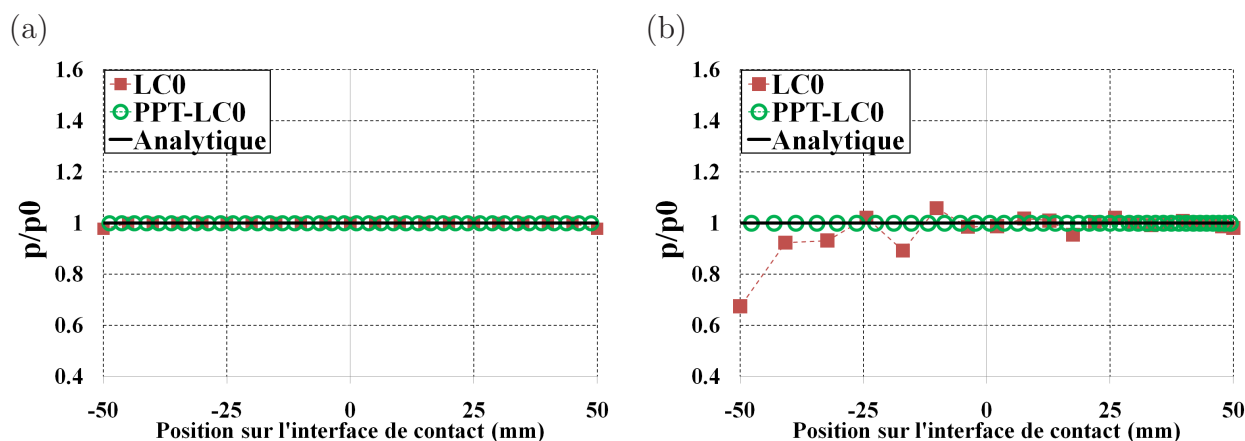 (a)
1.6
LC0
PPT-LC0
Analytique
1.4
1.2
1
0.8
0.6
0.4
p/p0
-50
-25
0
25
50
Position sur l'interface de contact (mm)
(b)
1.6
LC0
PPT-LC0
Analytique
1.4
1.2
1
0.8
0.6
0.4
p/p0
-50
-25
0
25
50
Position sur l'interface de contact (mm)